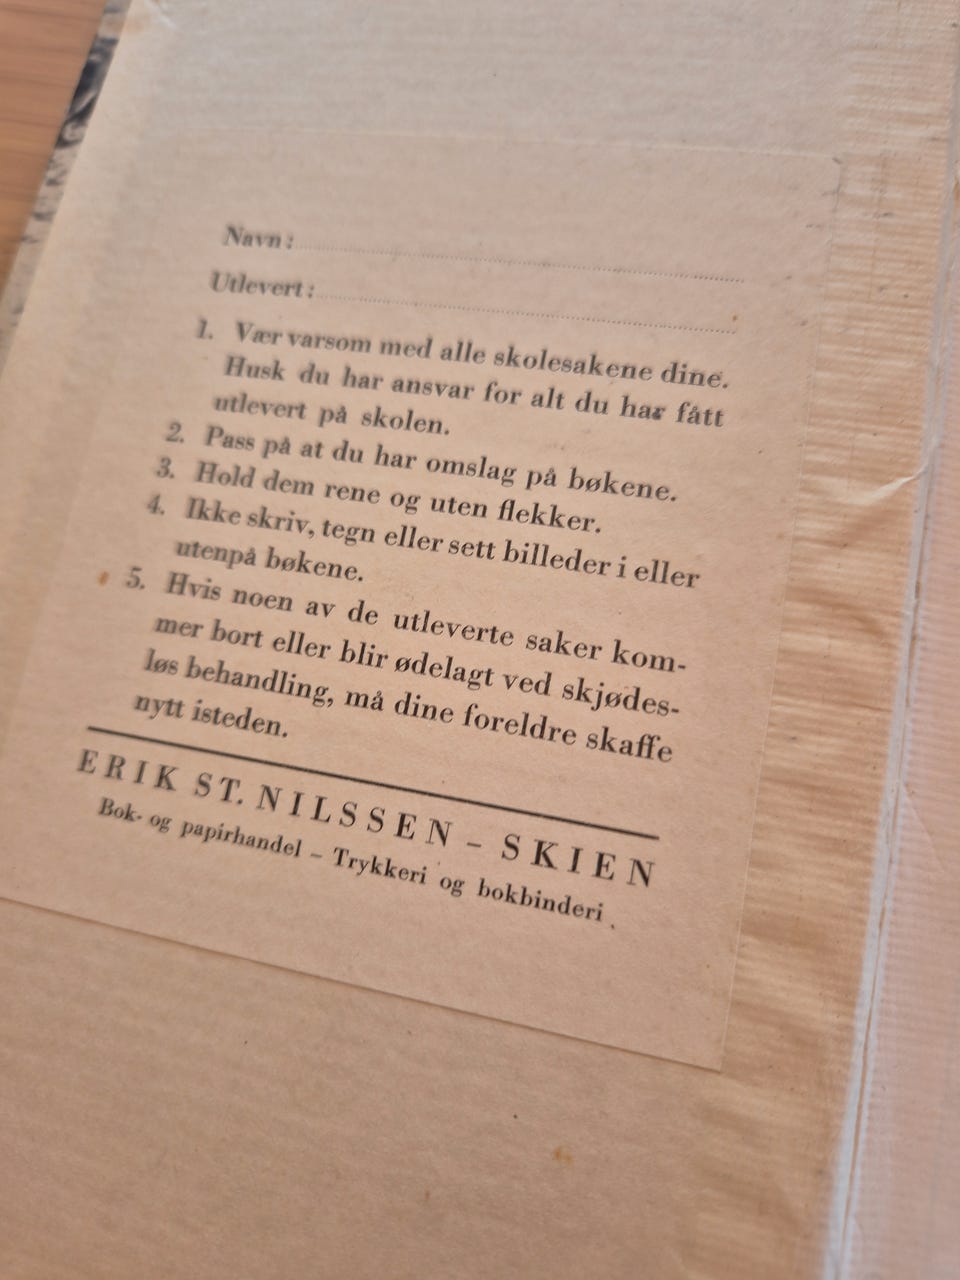 Navn:
Utlevert:
1. Vær varsom med alle skolesakene dine.
Husk du har ansvar for alt du har fått
utlevert på skolen.
2. Pass på at du har omslag på bøkene.
3. Hold dem rene og uten flekker.
4. Ikke skriv, tegn eller sett billeder i eller
utenpå bøkene.
5. Hvis noen av de utleverte saker kom-
mer bort eller blir ødelagt ved skjødes-
løs behandling, må dine foreldre skaffe
nytt isteden.
ERIK ST. NILSSEN – SKIEN
Bok- og papirhandel – Trykkeri og bokbinderi